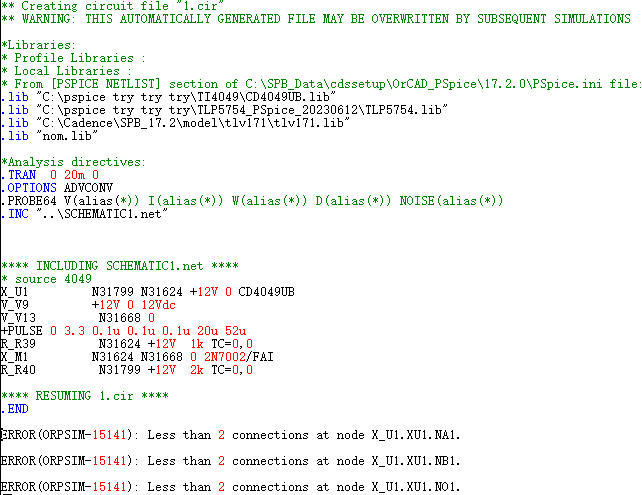 ** Creating circuit file "1.cir"
** WARNING: THIS AUTOMATICALLY GENERATED FILE MAY BE OVERWRITTEN BY SUBSEQUENT SIMULATIONS
*Libraries:
* Profile Libraries :
* Local Libraries :
* From [PSPICE NETLIST] section of C:\SPB_Data\cdssetup\OrCAD_PSpice\17.2.0\PSpice.ini file:
.lib "C:\pspice try try try\TI4049\CD4049UB.lib"
.lib "C:\pspice try try try\TLP5754_PSpice_20230612\TLP5754.lib"
.lib "C:\Cadence\SPB_17.2\model\tlv171\tlv171.lib"
.lib "nom.lib"
*Analysis directives:
.TRAN  0 20m 0
.OPTIONS ADVCONV
.PROBE64 V(alias(*)) I(alias(*)) W(alias(*)) D(alias(*)) NOISE(alias(*))
.INC "..\SCHEMATIC1.net"
**** INCLUDING SCHEMATIC1.net ****
* source 4049
X_U1         N31799 N31624 +12V 0 CD4049UB
V_V9         +12V 0 12Vdc
V_V13         N31668 0
+PULSE 0 3.3 0.1u 0.1u 0.1u 20u 52u
R_R39         N31624 +12V  1k TC=0,0
X_M1         N31624 N31668 0 2N7002/FAI
R_R40         N31799 +12V  2k TC=0,0
**** RESUMING 1.cir ****
.END
ERROR(ORPSIM-15141): Less than 2 connections at node X_U1.XU1.NA1.
ERROR(ORPSIM-15141): Less than 2 connections at node X_U1.XU1.NB1.
ERROR(ORPSIM-15141): Less than 2 connections at node X_U1.XU1.NO1.